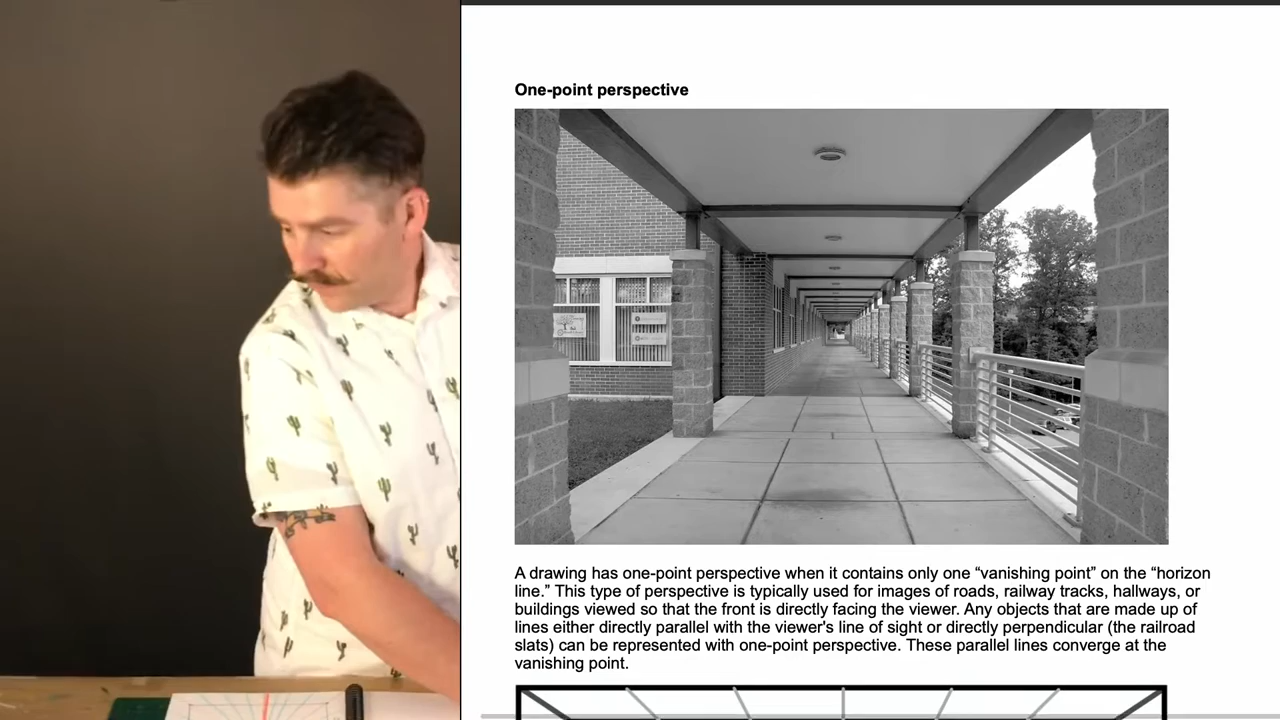 One-point perspective
A drawing has one-point perspective when it contains only one “vanishing point” on the “horizon
line.” This type of perspective is typically used for images of roads, railway tracks, hallways, or
buildings viewed so that the front is directly facing the viewer. Any objects that are made up of
lines either directly parallel with the viewer's line of sight or directly perpendicular (the railroad
slats) can be represented with one-point perspective. These parallel lines converge at the
vanishing point.